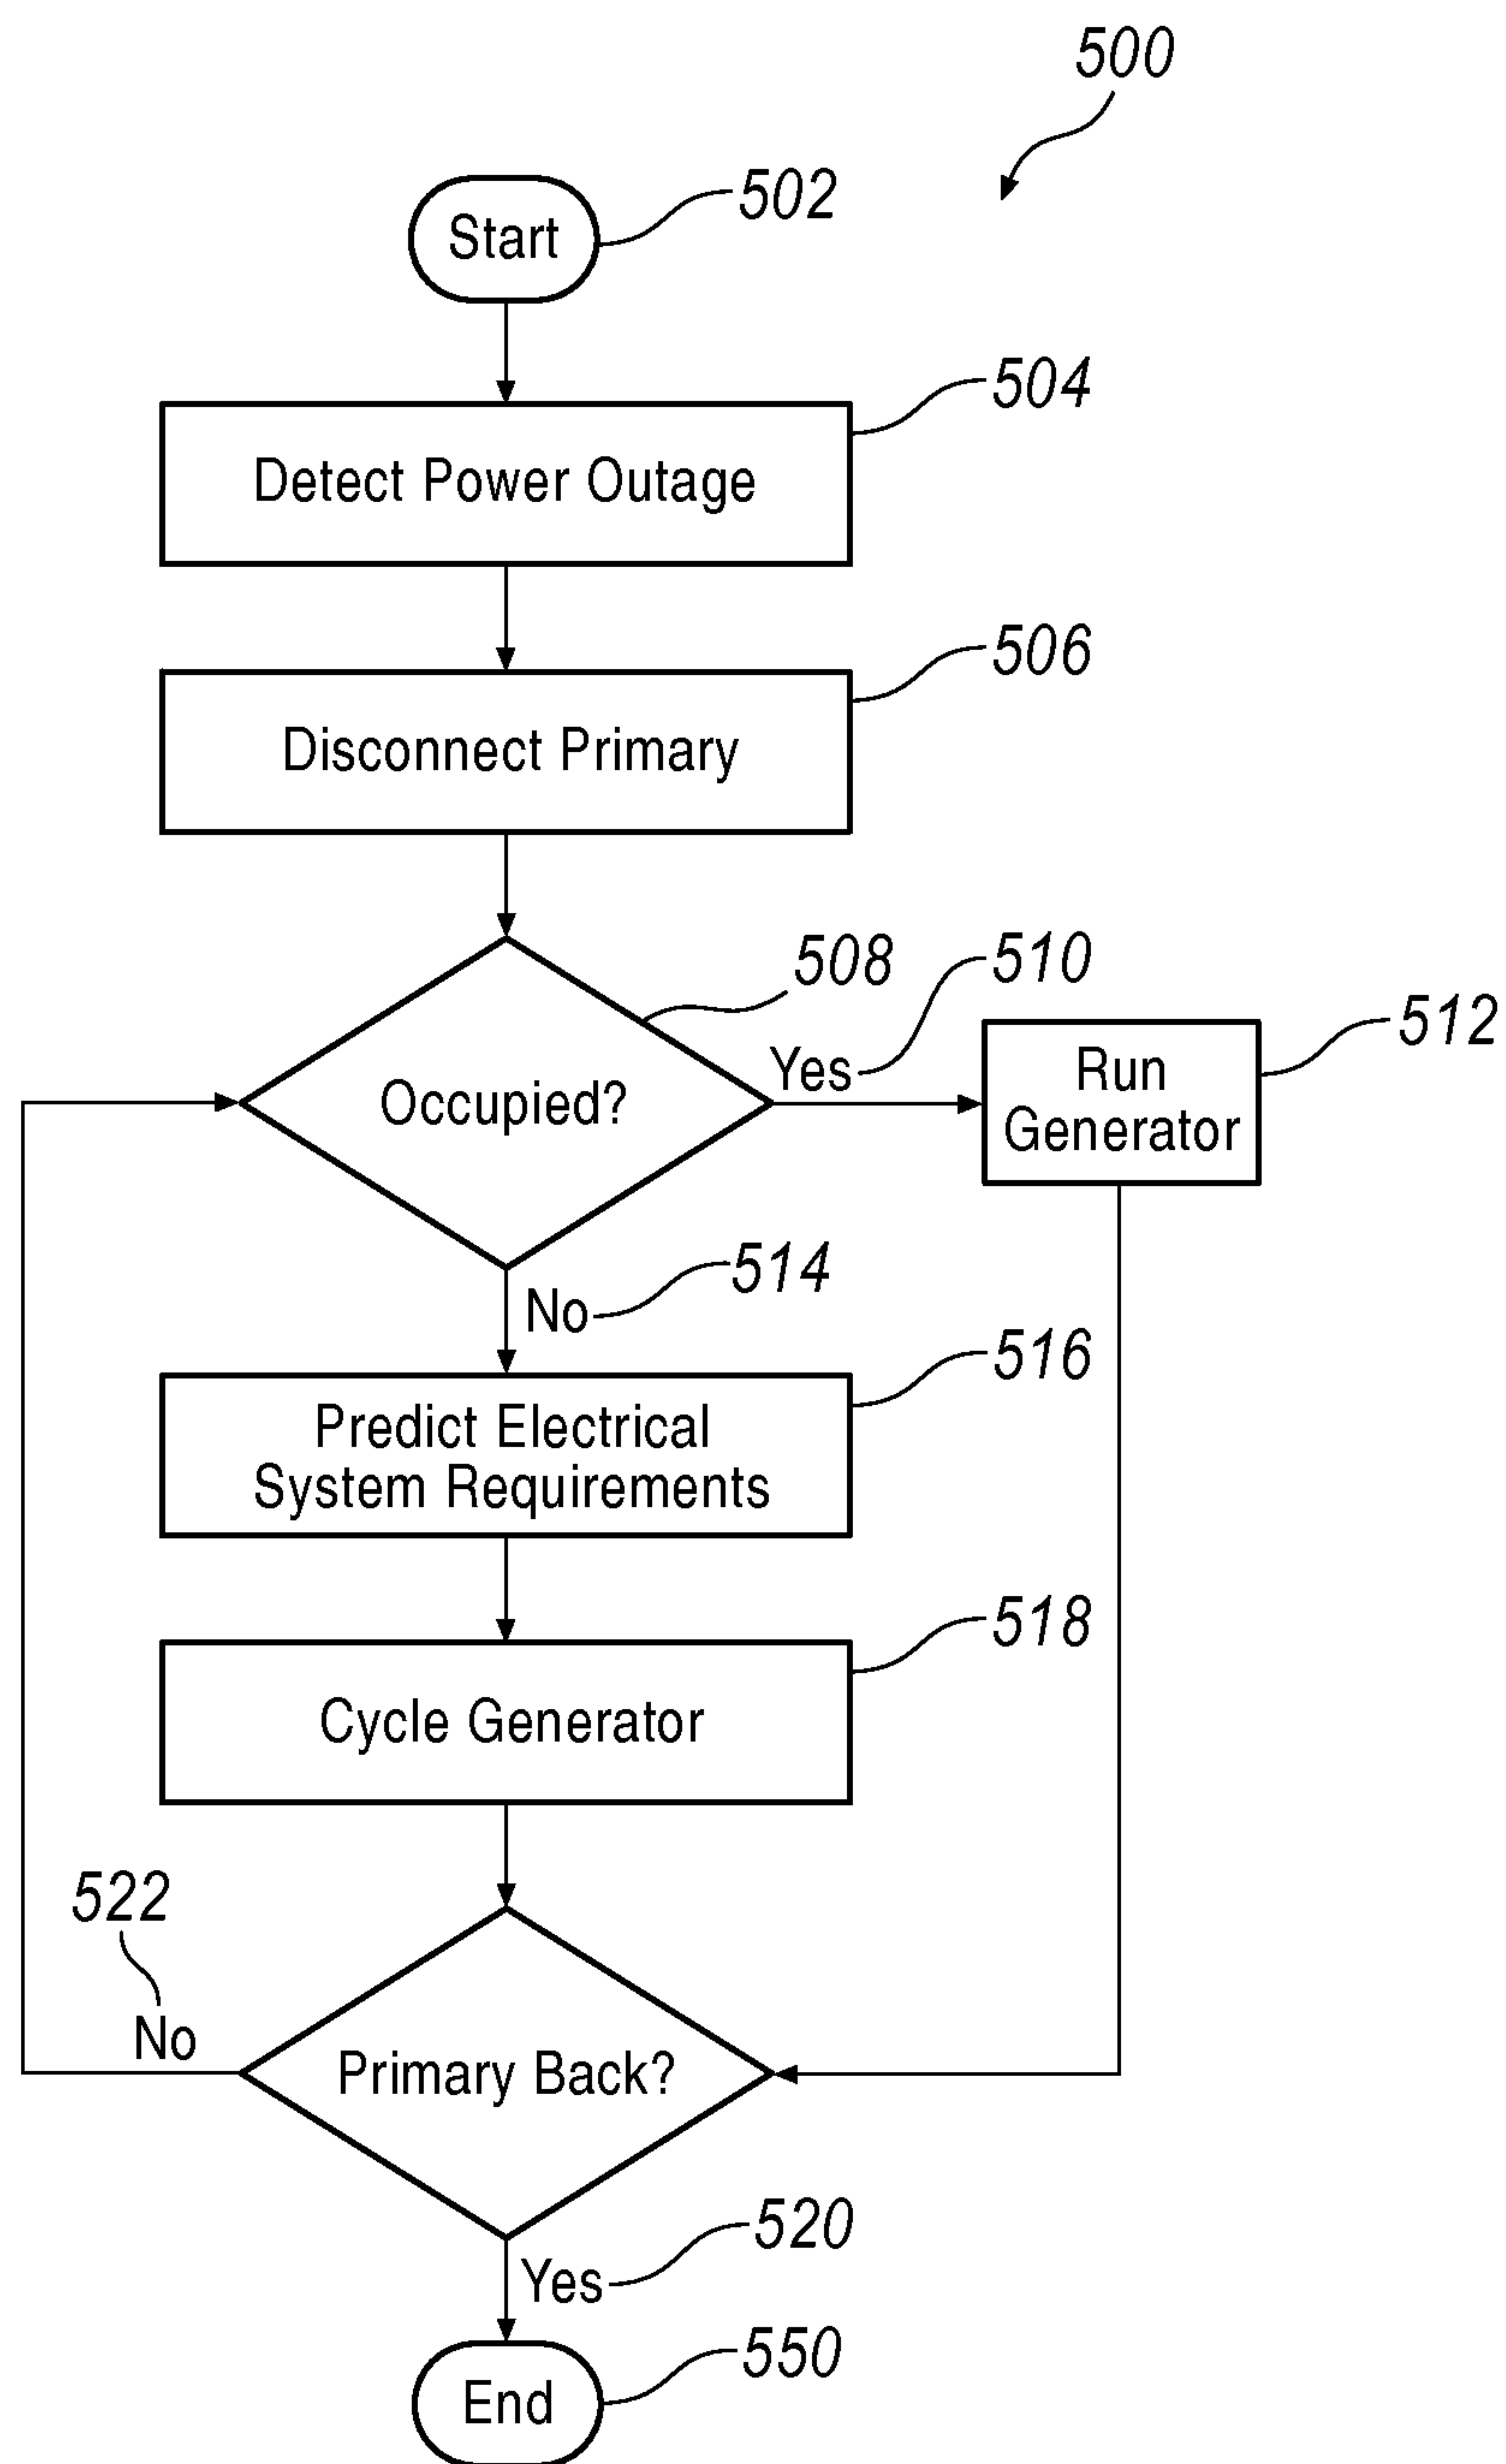 500
502
Start
504
Detect Power Outage
506
Disconnect Primary
508
510
512
Yes
Run
Generator
Occupied?
514
No
516
Predict Electrical
System Requirements
518
Cycle Generator
522
No
Primary Back?
520
Yes
550
End